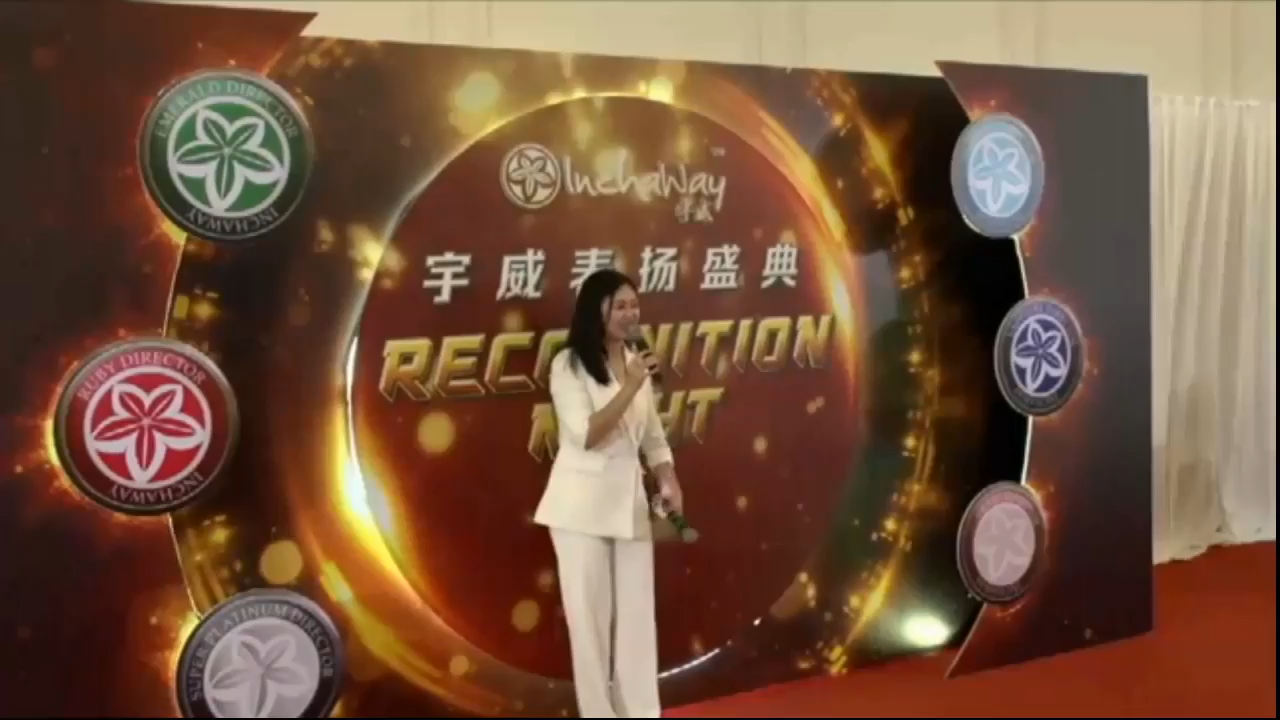 EMERALD DIRECTOR
INCHAWAY
InchaWay™
宇威
宇威表扬盛典
RECOGNITION
NIGHT
RUBY DIRECTOR
INCHAWAY
SUPER PLATINUM DIRECTOR